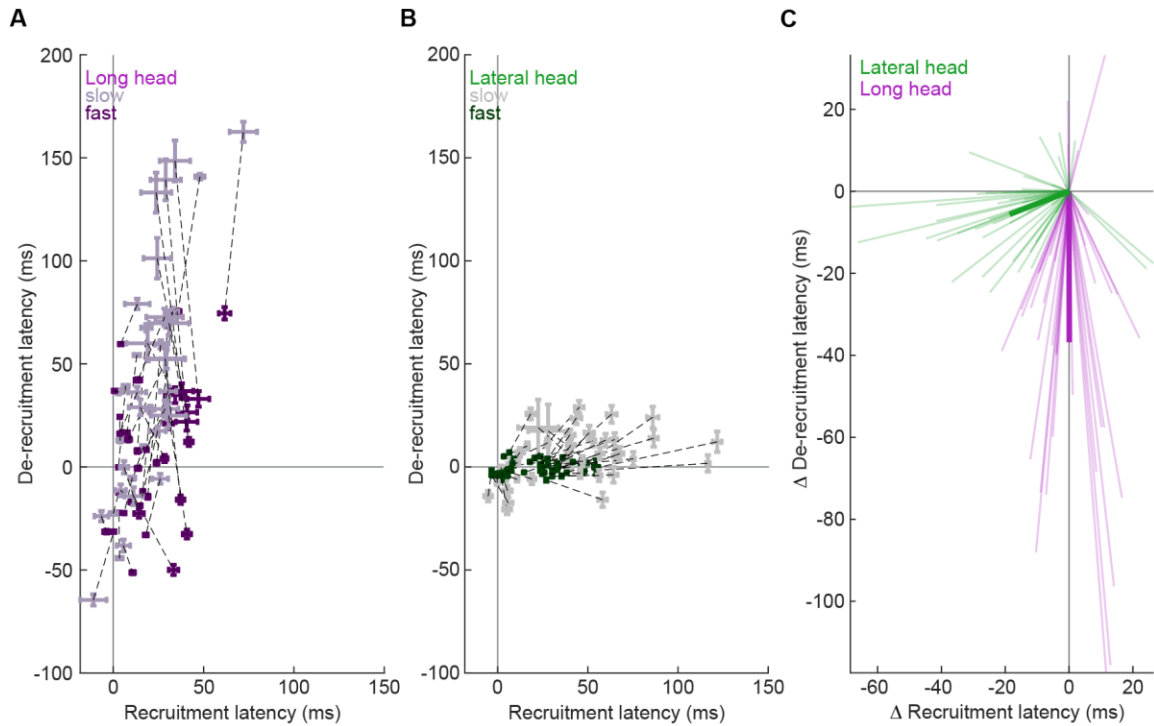 A
B
C
Long head
slow
fast
200
150
100
50
0
-50
-100
0
50
100
150
De-recruitment latency (ms)
Recruitment latency (ms)
Lateral head
slow
fast
200
150
100
50
0
-50
-100
0
50
100
150
De-recruitment latency (ms)
Recruitment latency (ms)
Lateral head
Long head
20
0
-20
-40
-60
-80
-100
-60
-40
-20
0
20
Δ De-recruitment latency (ms)
Δ Recruitment latency (ms)